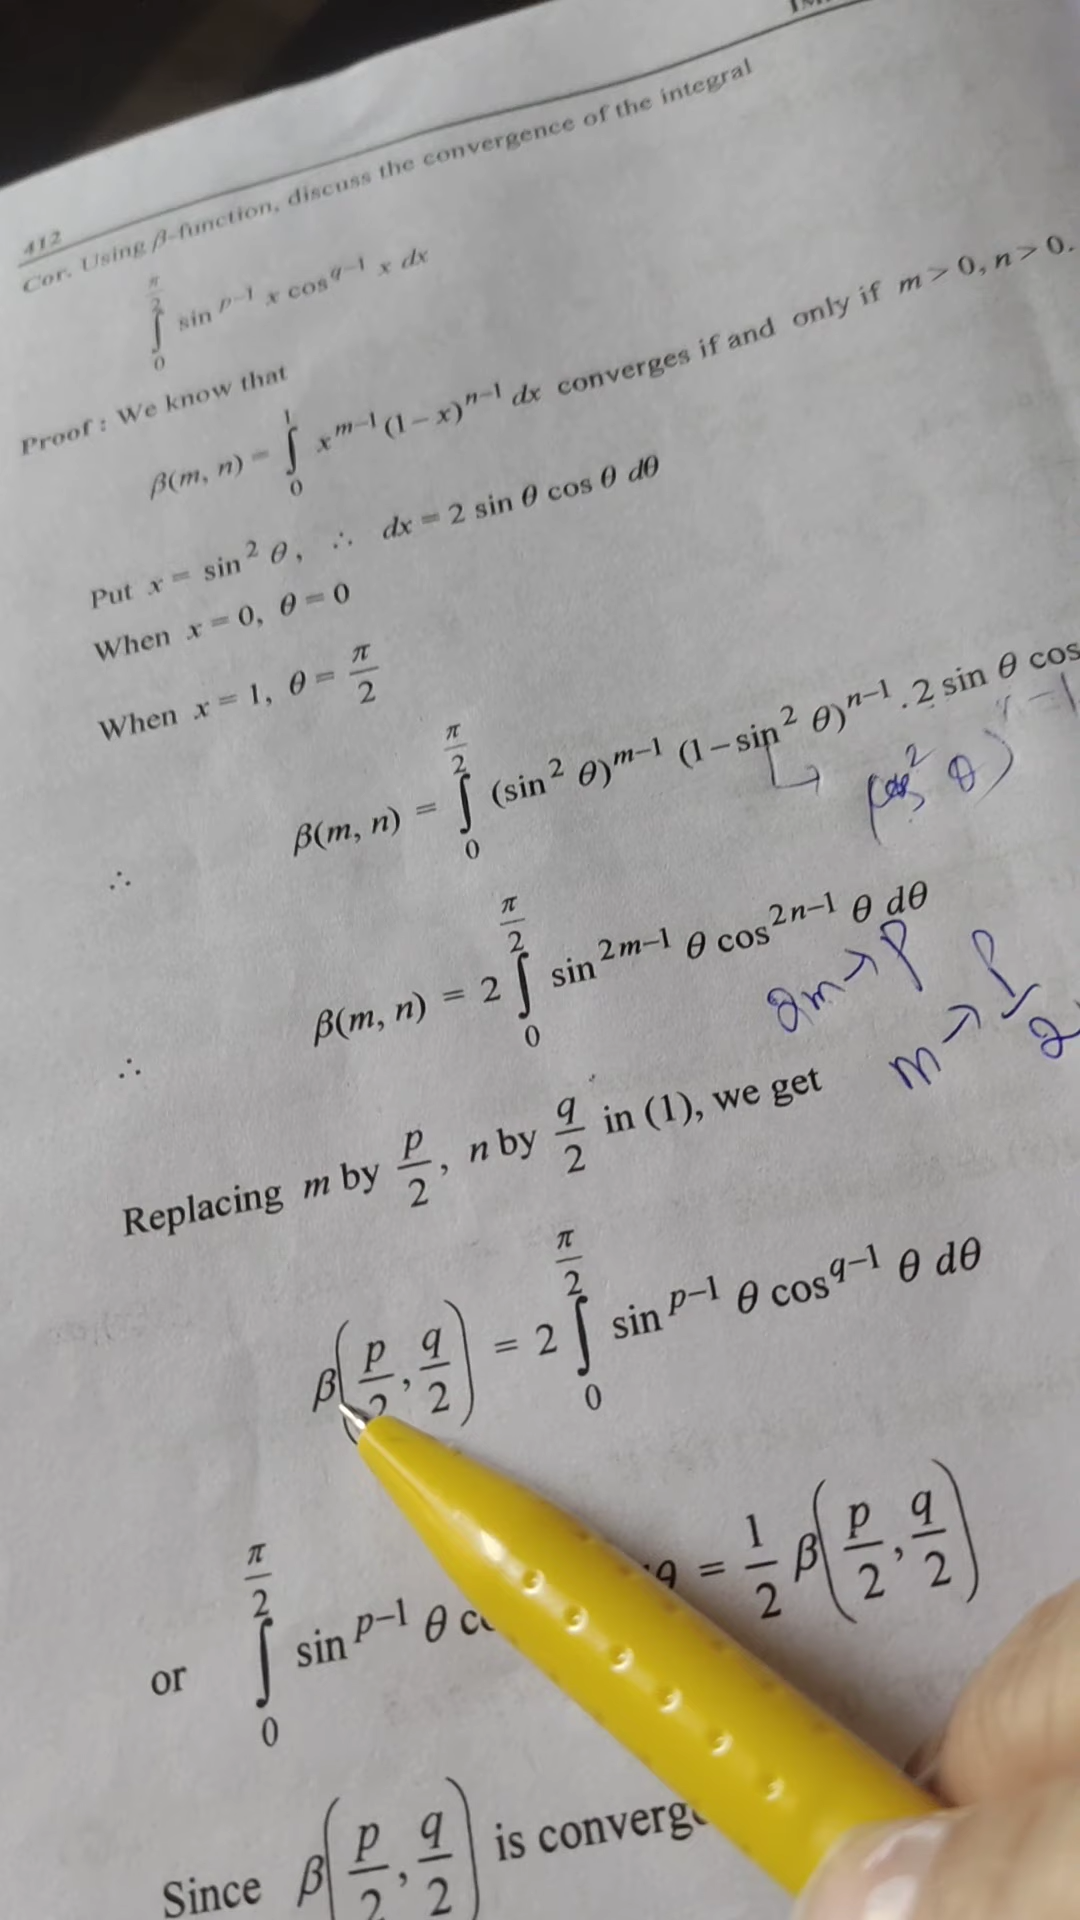 412
Cor. Using β-function, discuss the convergence of the integral
∫₀^(π/2) sin^(p–1) x cos^(q–1) x dx
Proof : We know that
β(m, n) = ∫₀¹ x^(m–1) (1 – x)^(n–1) dx converges if and only if m > 0, n > 0.
Put x = sin² θ, ∴ dx = 2 sin θ cos θ dθ
When x = 0, θ = 0
When x = 1, θ = π/2
∴ β(m, n) = ∫₀^(π/2) (sin² θ)^(m–1) (1 – sin² θ)^(n–1) . 2 sin θ cos
↳ (cos² θ)^(n–1)
∴ β(m, n) = 2 ∫₀^(π/2) sin^(2m–1) θ cos^(2n–1) θ dθ
2m → p
m → p/2
Replacing m by p/2, n by q/2 in (1), we get
β(p/2, q/2) = 2 ∫₀^(π/2) sin^(p–1) θ cos^(q–1) θ dθ
or ∫₀^(π/2) sin^(p–1) θ θ = 1/2 β(p/2, q/2)
Since β(p/2, q/2) is